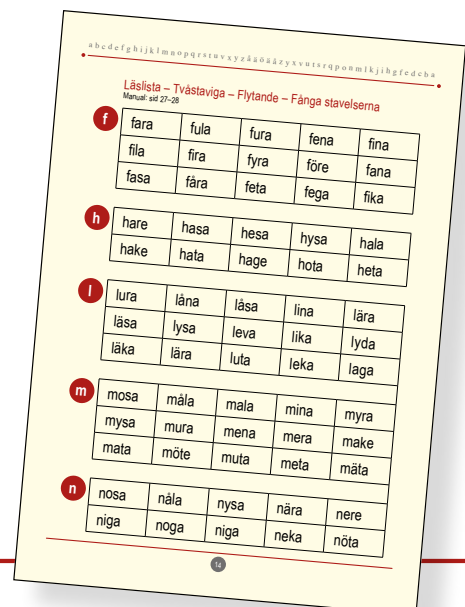 abcdefghijklmnopqrstuvxyzåäöäåzyxvutsrqponmlkjihgfedcba
Läslista – Tvåstaviga – Flytande – Fånga stavelserna
Manual: sid 27–28
f
fara fula fura fena fina
fila fira fyra före fana
fasa fåra feta fega fika
h
hare hasa hesa hysa hala
hake hata hage hota heta
l
lura låna låsa lina lära
läsa lysa leva lika lyda
läka lära luta leka laga
m
mosa måla mala mina myra
mysa mura mena mera make
mata möte muta meta mäta
n
nosa nåla nysa nära nere
niga noga niga neka nöta
14